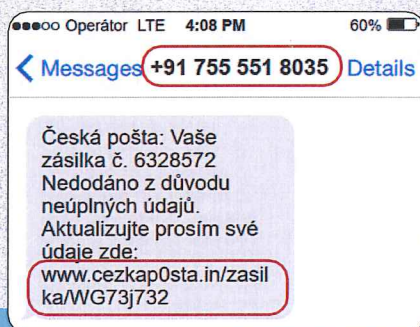 Operátor LTE 4:08 PM 60%
Messages +91 755 551 8035 Details
Česká pošta: Vaše
zásilka č. 6328572
Nedodáno z důvodu
neúplných údajů.
Aktualizujte prosím své
údaje zde:
www.cezkap0sta.in/zasil
ka/WG73j732